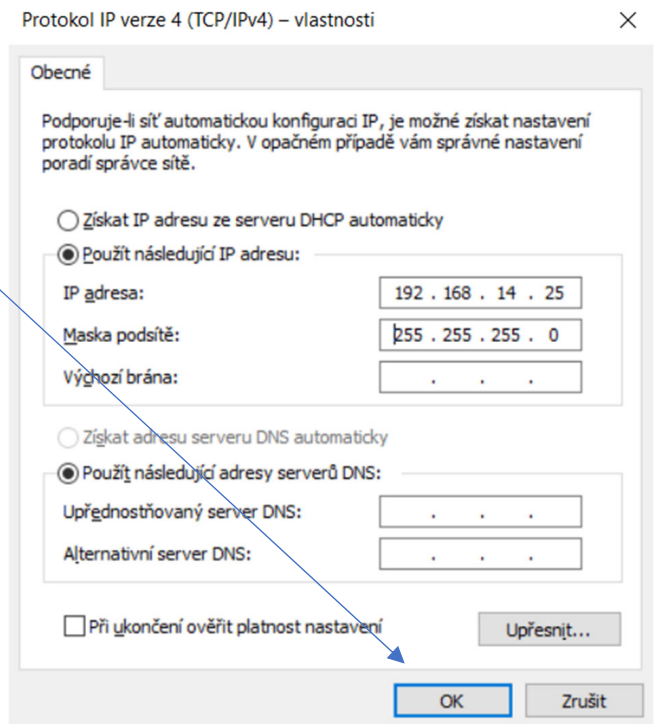 Protokol IP verze 4 (TCP/IPv4) – vlastnosti
Obecné
Podporuje-li síť automatickou konfiguraci IP, je možné získat nastavení
protokolu IP automaticky. V opačném případě vám správné nastavení
poradí správce sítě.
Získat IP adresu ze serveru DHCP automaticky
Použít následující IP adresu:
IP adresa: 192 . 168 . 14 . 25
Maska podsítě: 255 . 255 . 255 . 0
Výchozí brána: . . .
Získat adresu serveru DNS automaticky
Použít následující adresy serverů DNS:
Upřednostňovaný server DNS: . . .
Alternativní server DNS: . . .
Při ukončení ověřit platnost nastavení
Upřesnit...
OK Zrušit